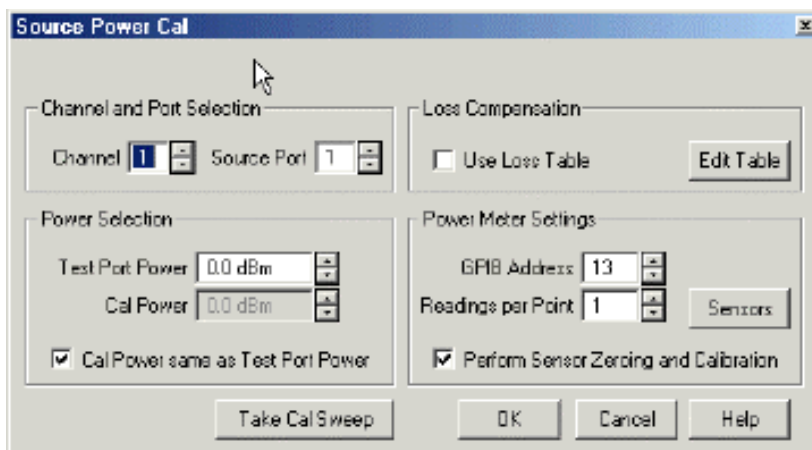 Source Power Cal
Channel and Port Selection
Channel 1 Source Port 1
Loss Compensation
Use Loss Table Edit Table
Power Selection
Test Port Power 0.0 dBm
Cal Power 0.0 dBm
Cal Power same as Test Port Power
Power Meter Settings
GPIB Address 13
Readings per Point 1
Sensors
Perform Sensor Zeroing and Calibration
Take Cal Sweep OK Cancel Help